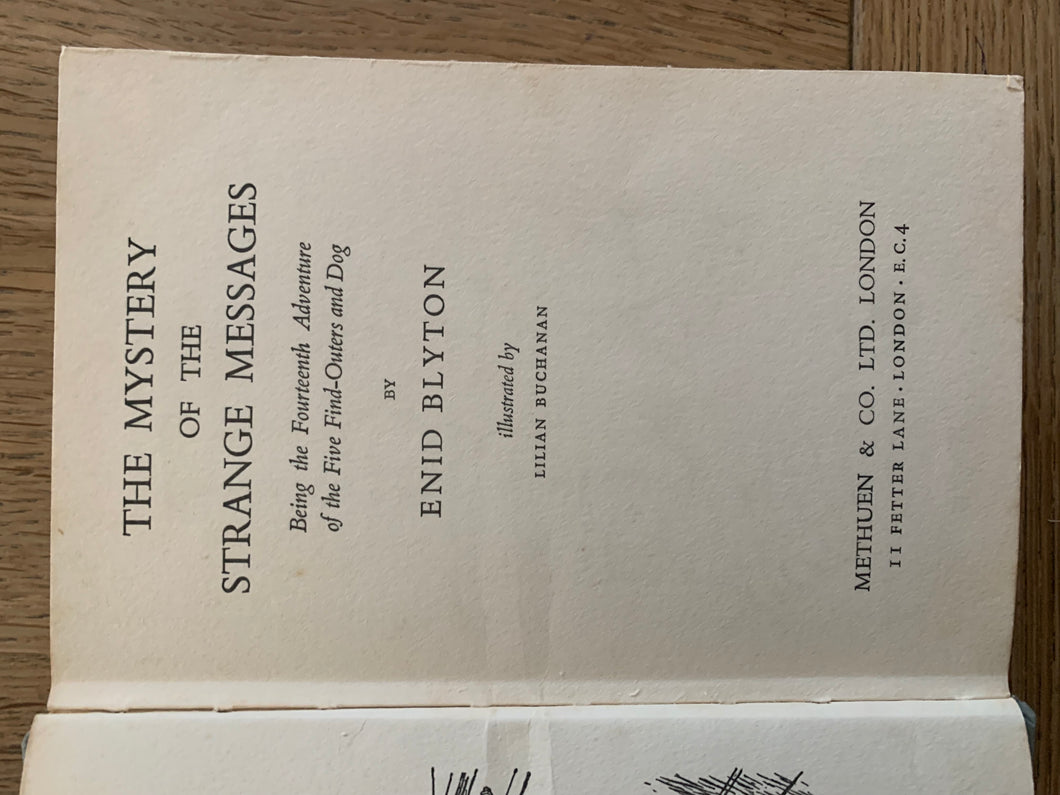 THE MYSTERY
OF THE
STRANGE MESSAGES
Being the Fourteenth Adventure
of the Five Find-Outers and Dog
BY
ENID BLYTON
illustrated by
LILIAN BUCHANAN
METHUEN & CO. LTD. LONDON
11 FETTER LANE · LONDON · E.C.4